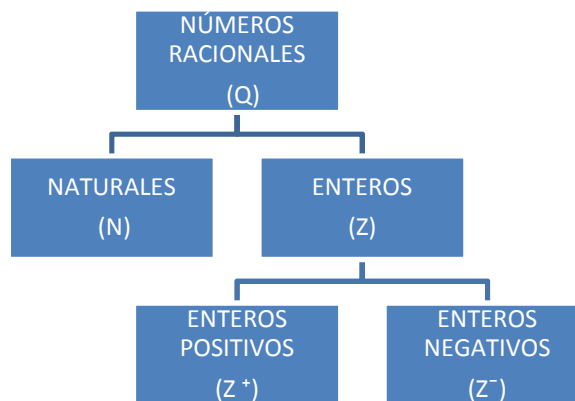 NÚMEROS
RACIONALES
(Q)
NATURALES
(N)
ENTEROS
(Z)
ENTEROS
POSITIVOS
(Z ⁺)
ENTEROS
NEGATIVOS
(Z⁻)